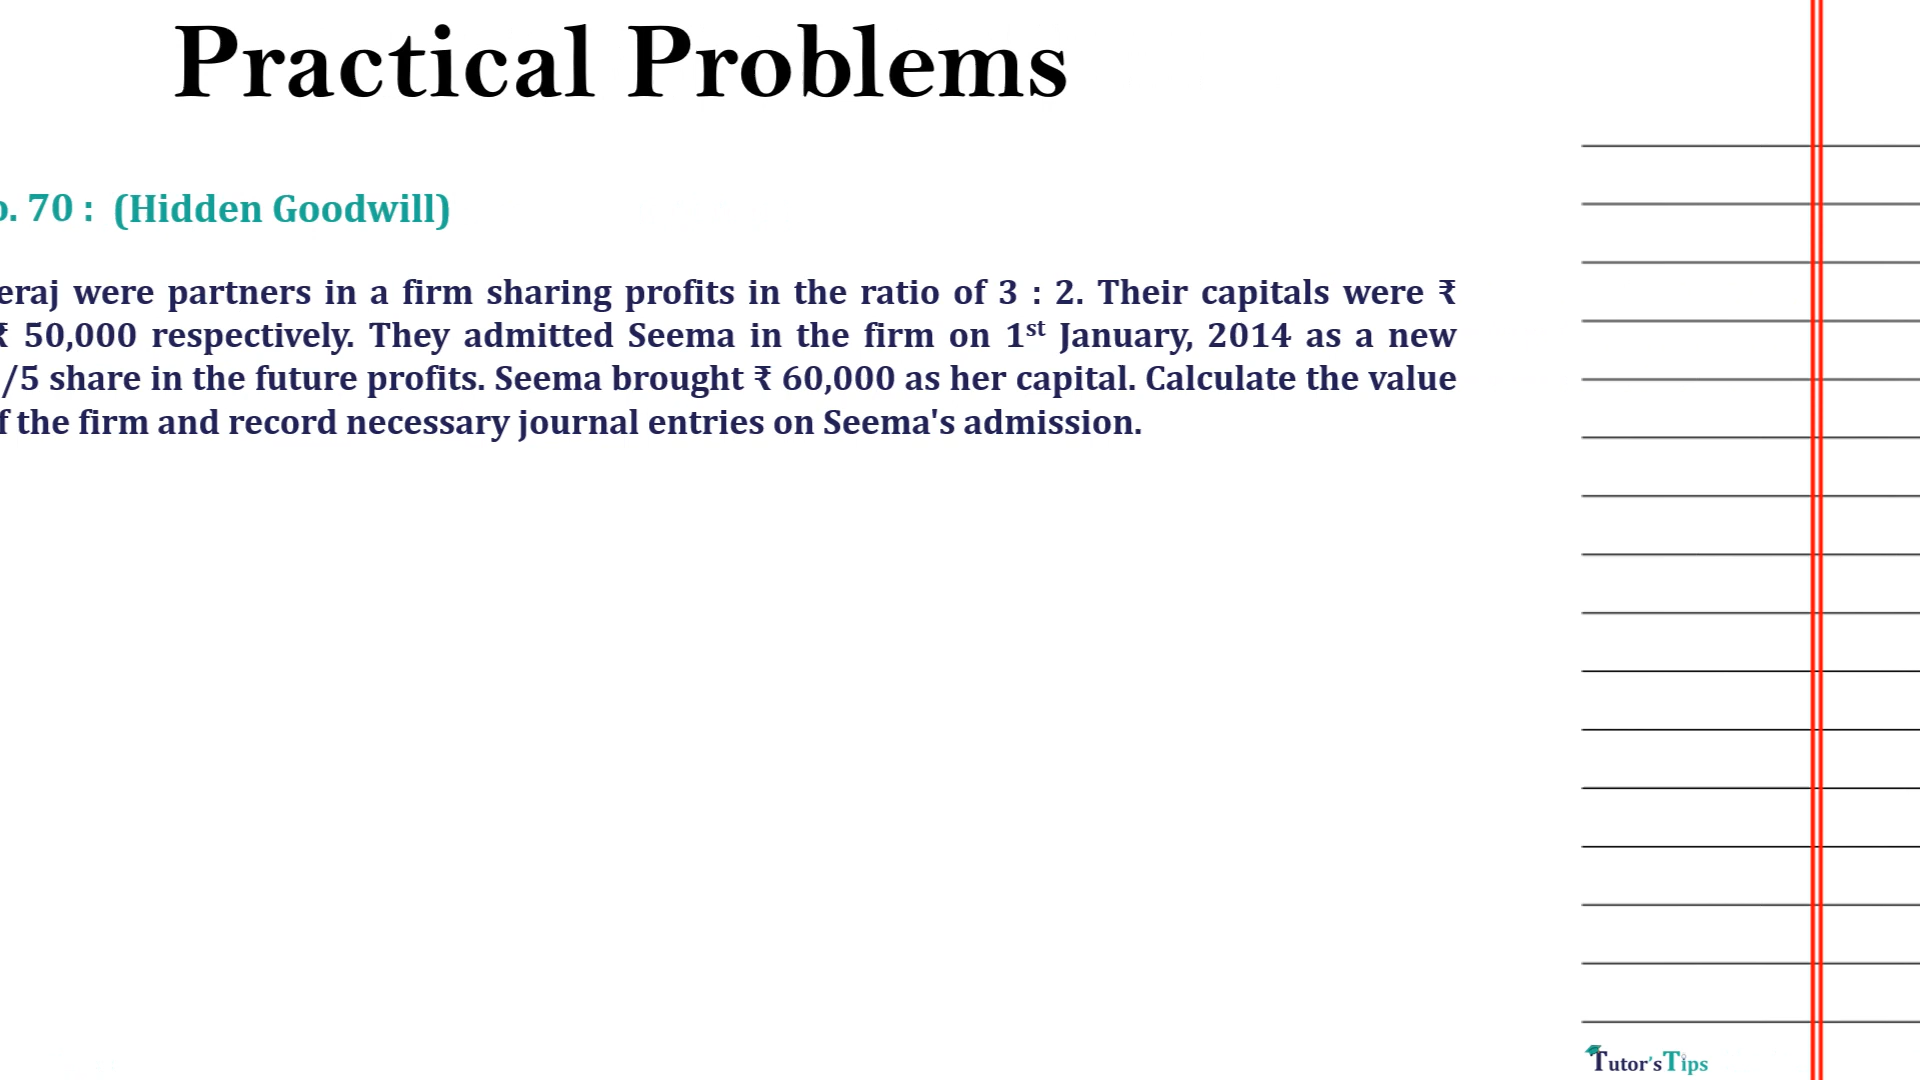 Practical Problems
. 70 : (Hidden Goodwill)
eraj were partners in a firm sharing profits in the ratio of 3 : 2. Their capitals were ₹
₹ 50,000 respectively. They admitted Seema in the firm on 1st January, 2014 as a new
/5 share in the future profits. Seema brought ₹ 60,000 as her capital. Calculate the value
f the firm and record necessary journal entries on Seema's admission.
Tutor'sTips